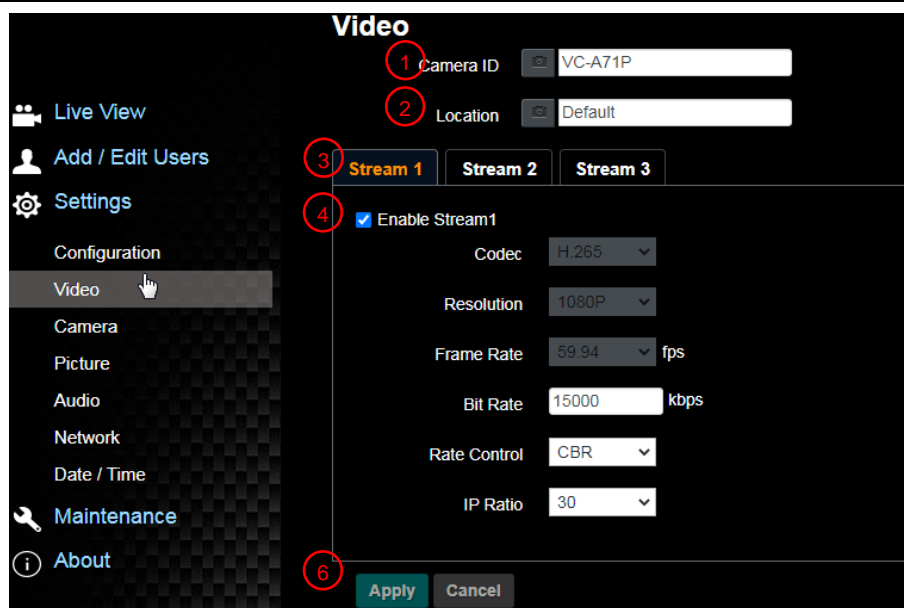 Video
1 Camera ID VC-A71P
2 Location Default
Live View
Add / Edit Users
Settings
Configuration
Video
Camera
Picture
Audio
Network
Date / Time
Maintenance
About
3 Stream 1 Stream 2 Stream 3
4 Enable Stream1
Codec H.265
Resolution 1080P
Frame Rate 59.94 fps
Bit Rate 15000 kbps
Rate Control CBR
IP Ratio 30
6 Apply Cancel